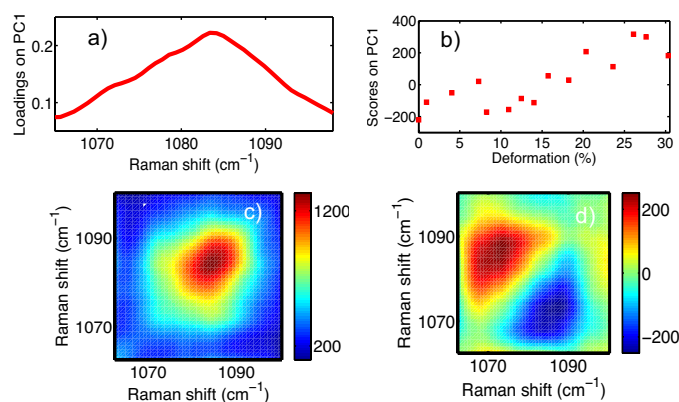 a)
Loadings on PC1
0.2
0.1
1070 1080 1090
Raman shift (cm⁻¹)
b)
Scores on PC1
400
200
0
−200
0 5 10 15 20 25 30
Deformation (%)
c)
Raman shift (cm⁻¹)
1090
1070
1070 1090
Raman shift (cm⁻¹)
1200
200
d)
Raman shift (cm⁻¹)
1090
1070
1070 1090
Raman shift (cm⁻¹)
200
0
−200